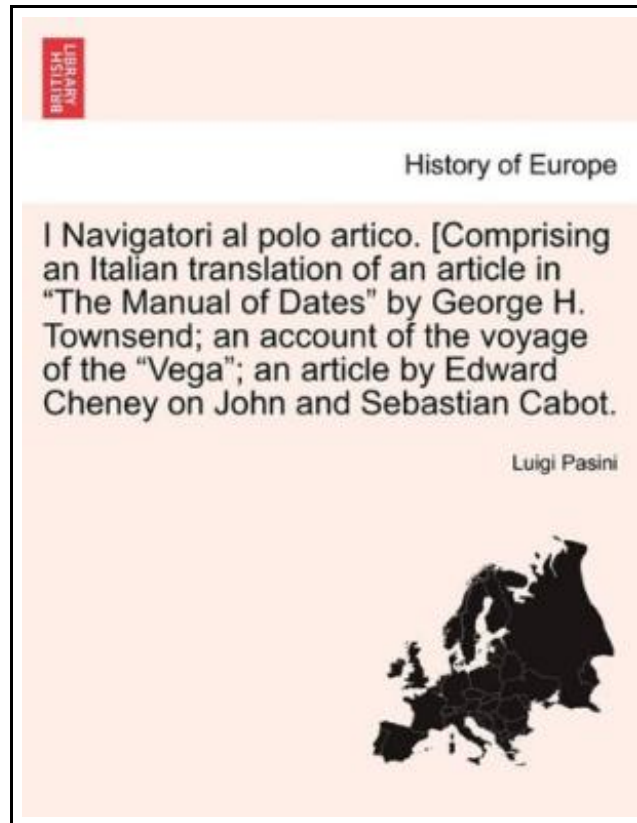 BRITISH
LIBRARY
History of Europe
I Navigatori al polo artico. [Comprising
an Italian translation of an article in
“The Manual of Dates” by George H.
Townsend; an account of the voyage
of the “Vega”; an article by Edward
Cheney on John and Sebastian Cabot.
Luigi Pasini